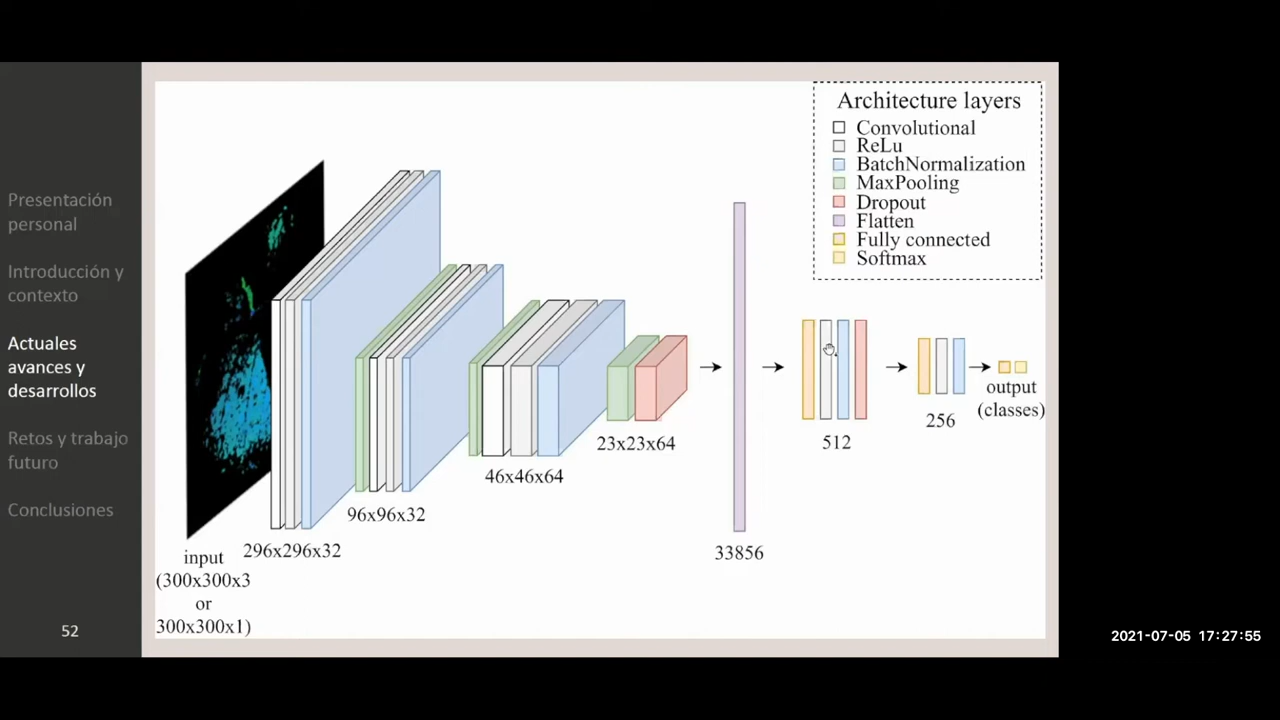 Presentación
personal
Introducción y
contexto
Actuales
avances y
desarrollos
Retos y trabajo
futuro
Conclusiones
52
Architecture layers
Convolutional
ReLu
BatchNormalization
MaxPooling
Dropout
Flatten
Fully connected
Softmax
input
(300x300x3
or
300x300x1)
296x296x32
96x96x32
46x46x64
23x23x64
33856
512
256
output
(classes)
2021-07-05 17:27:55